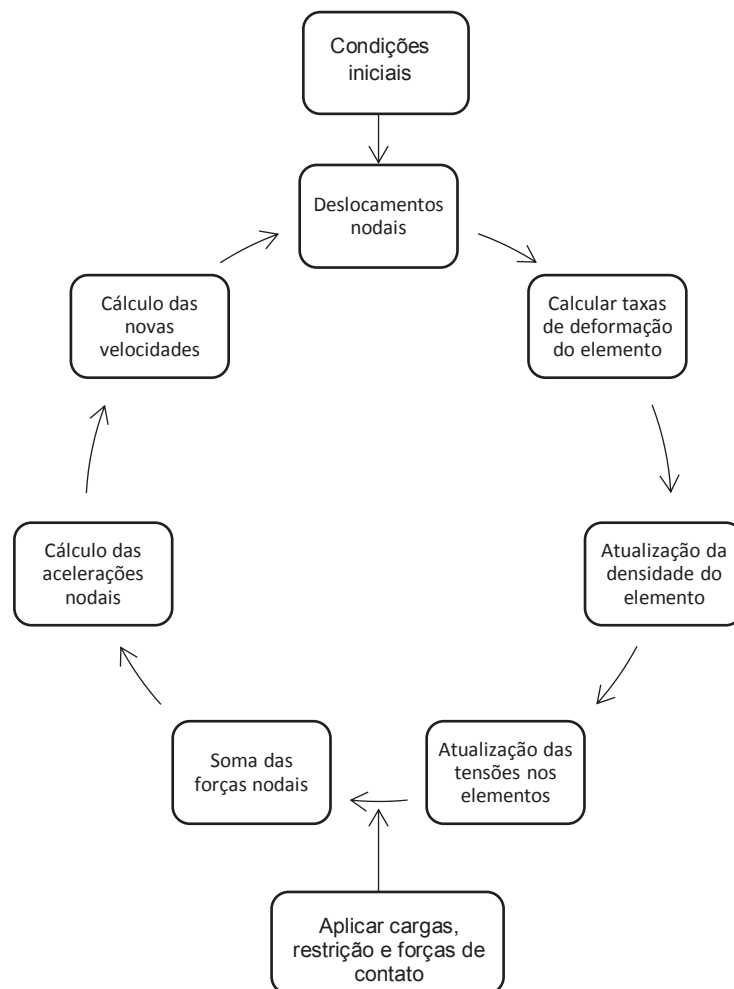 Condições
iniciais
Deslocamentos
nodais
Calcular taxas
de deformação
do elemento
Atualização da
densidade do
elemento
Atualização das
tensões nos
elementos
Aplicar cargas,
restrição e forças de
contato
Soma das
forças nodais
Cálculo das
acelerações
nodais
Cálculo das
novas
velocidades